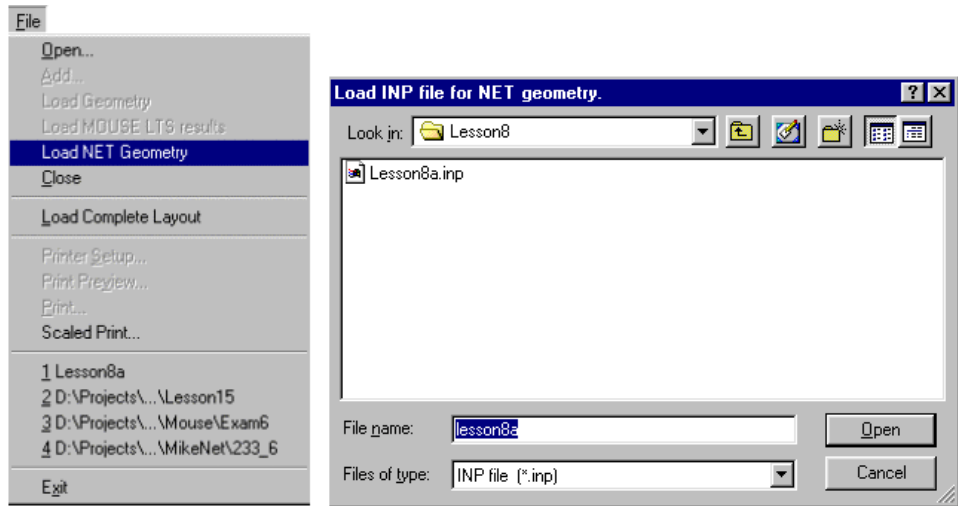 File
Open...
Add...
Load Geometry
Load MOUSE LTS results
Load NET Geometry
Close
Load Complete Layout
Printer Setup...
Print Preview...
Print...
Scaled Print...
1 Lesson8a
2 D:\Projects\...\Lesson15
3 D:\Projects\...\Mouse\Exam6
4 D:\Projects\...\MikeNet\233_6
Exit
Load INP file for NET geometry.
Look in: Lesson8
Lesson8a.inp
File name: lesson8a Open
Files of type: INP file (*.inp) Cancel